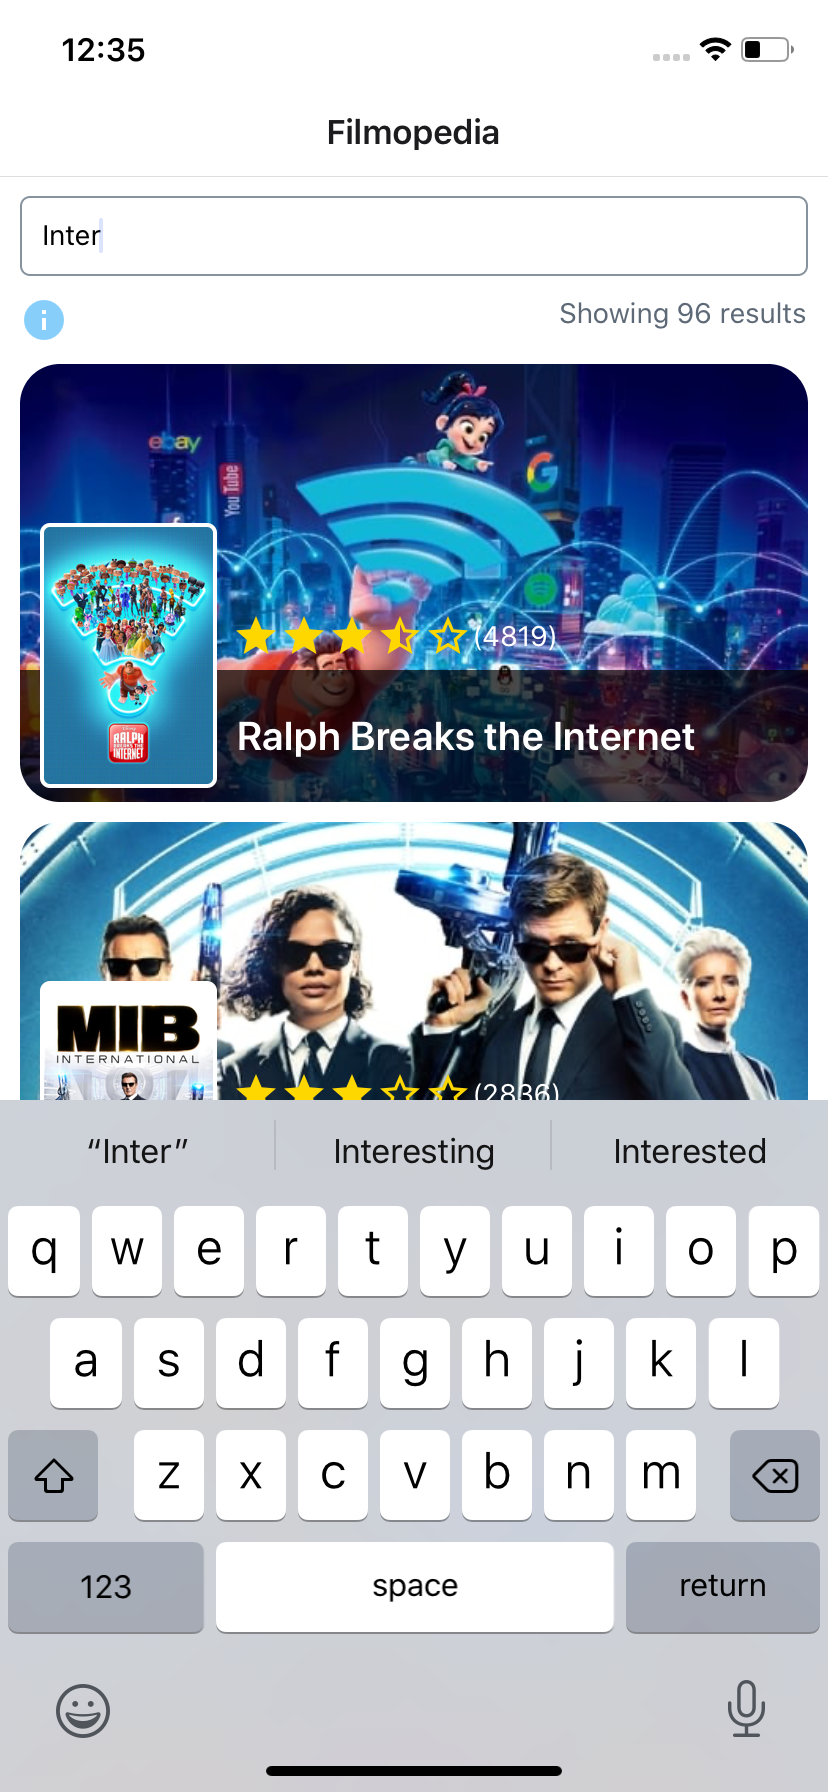 12:35
Filmopedia
Inter
Showing 96 results
ebay
YouTube
G
(4819)
RALPH
BREAKS THE
INTERNET
Ralph Breaks the Internet
MIB
INTERNATIONAL
(2836)
“Inter”
Interesting
Interested
q w e r t y u i o p
a s d f g h j k l
z x c v b n m
123
space
return